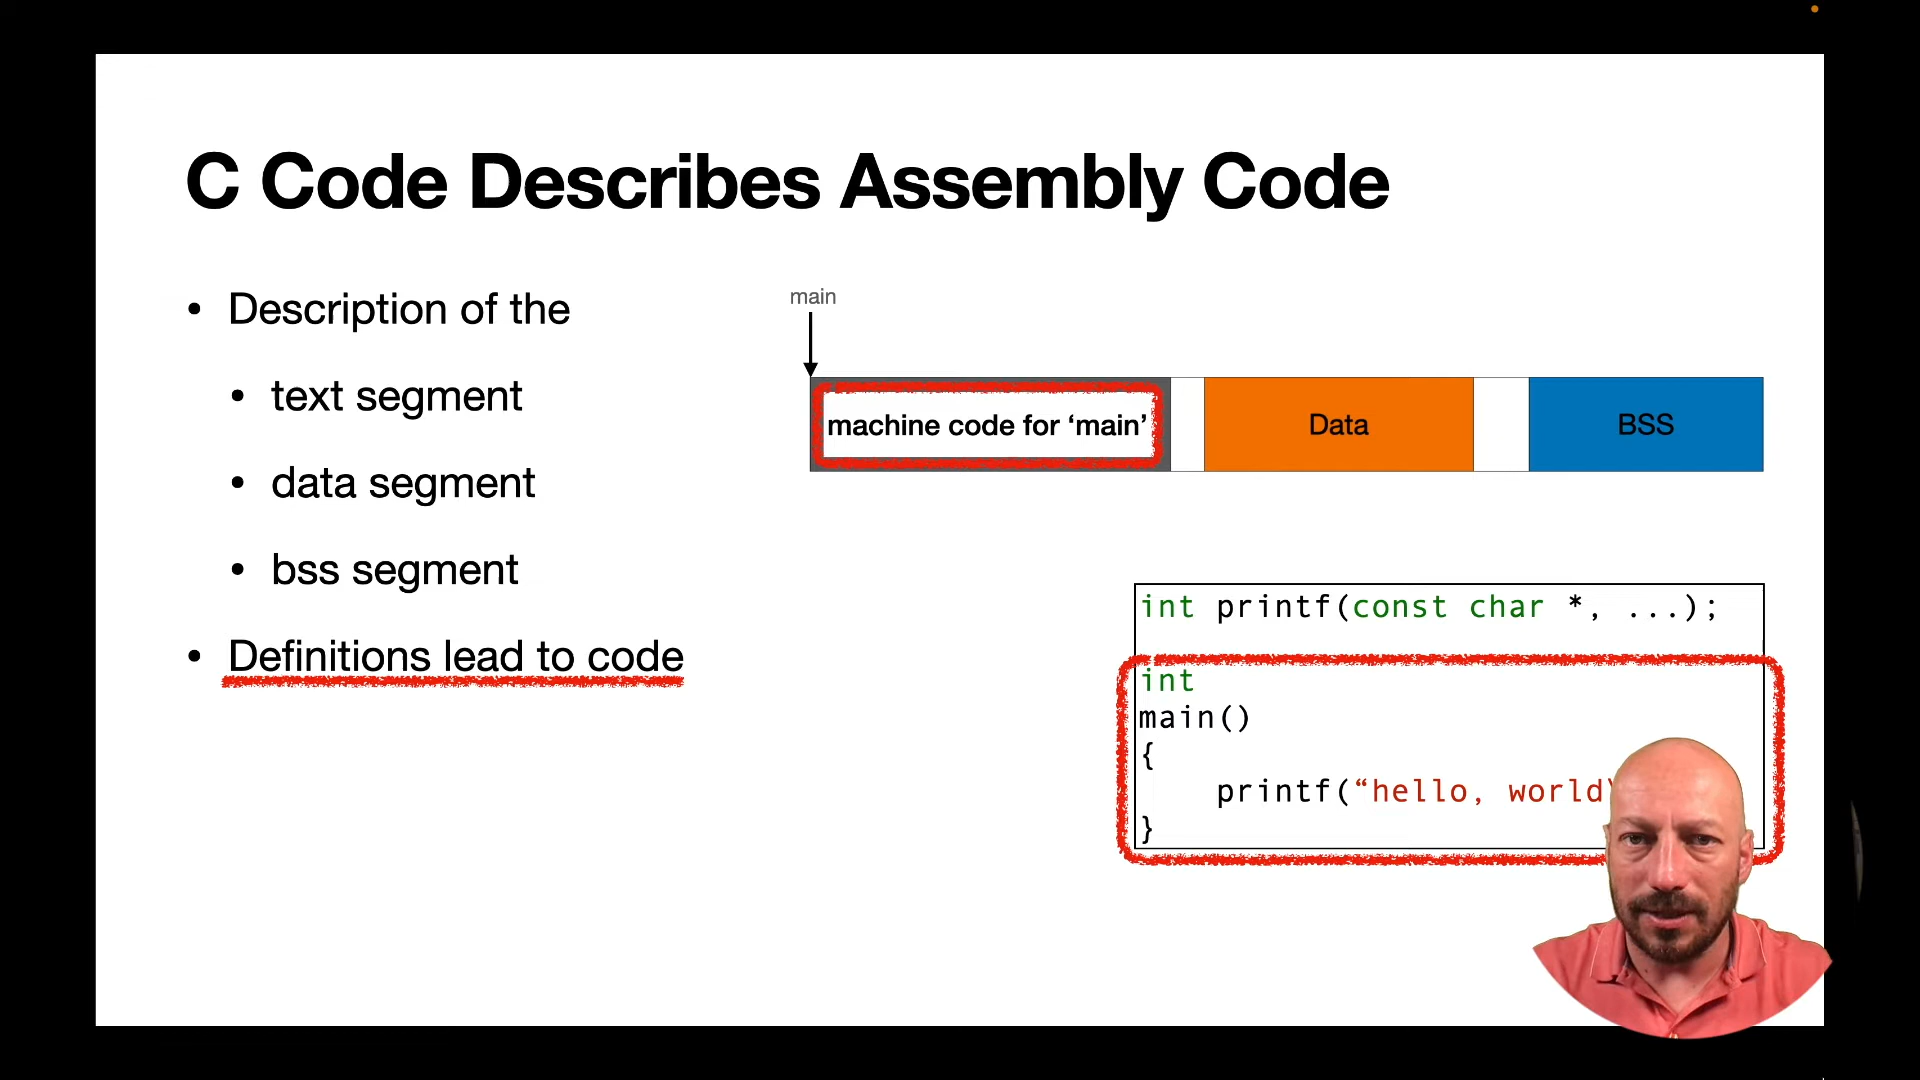 C Code Describes Assembly Code
• Description of the
• text segment
• data segment
• bss segment
• Definitions lead to code
main
machine code for ‘main’
Data
BSS
int printf(const char *, ...);
int
main()
{
printf(“hello, world
}